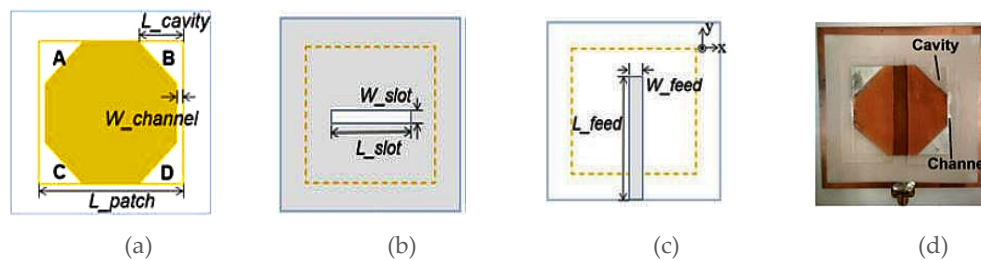 L_cavity
A
B
W_channel
C
D
L_patch
(a)
W_slot
L_slot
(b)
y
x
W_feed
L_feed
(c)
Cavity
Channe
(d)